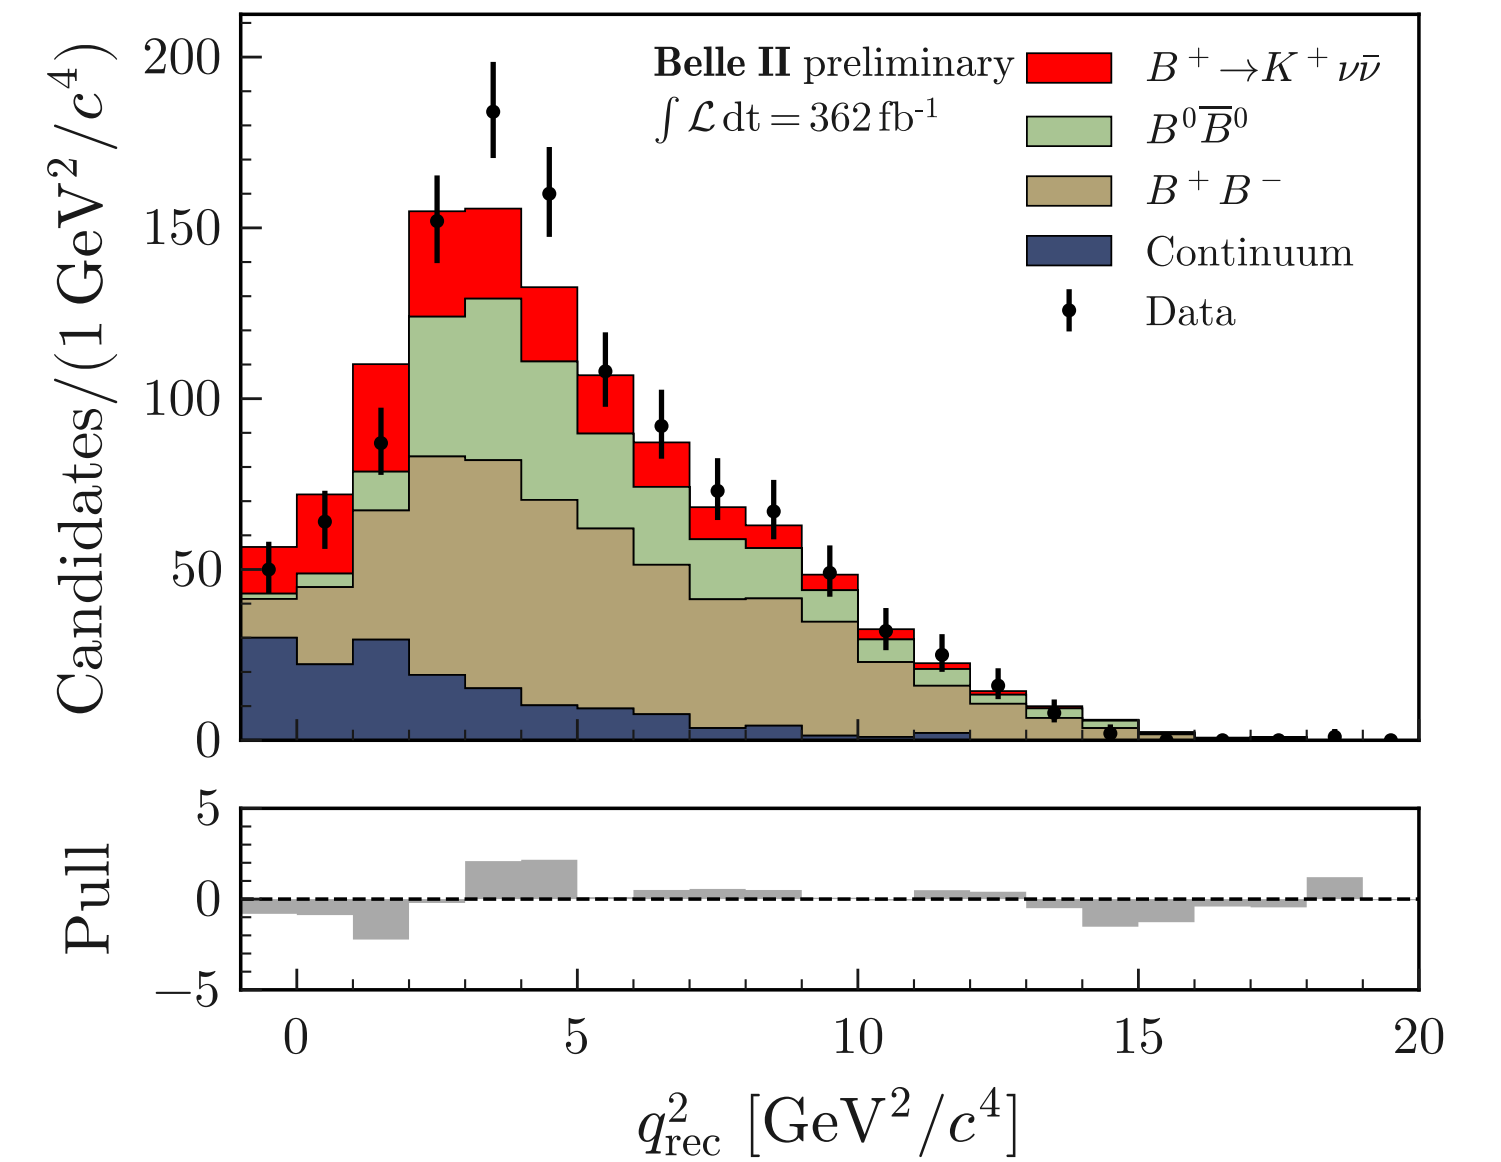 Candidates/(1 GeV²/c⁴)
200
150
100
50
0
Belle II preliminary
∫ ℒ dt = 362 fb⁻¹
B⁺→K⁺νν̄
B⁰B̅⁰
B⁺B⁻
Continuum
Data
Pull
5
0
−5
0 5 10 15 20
q²rec [GeV²/c⁴]